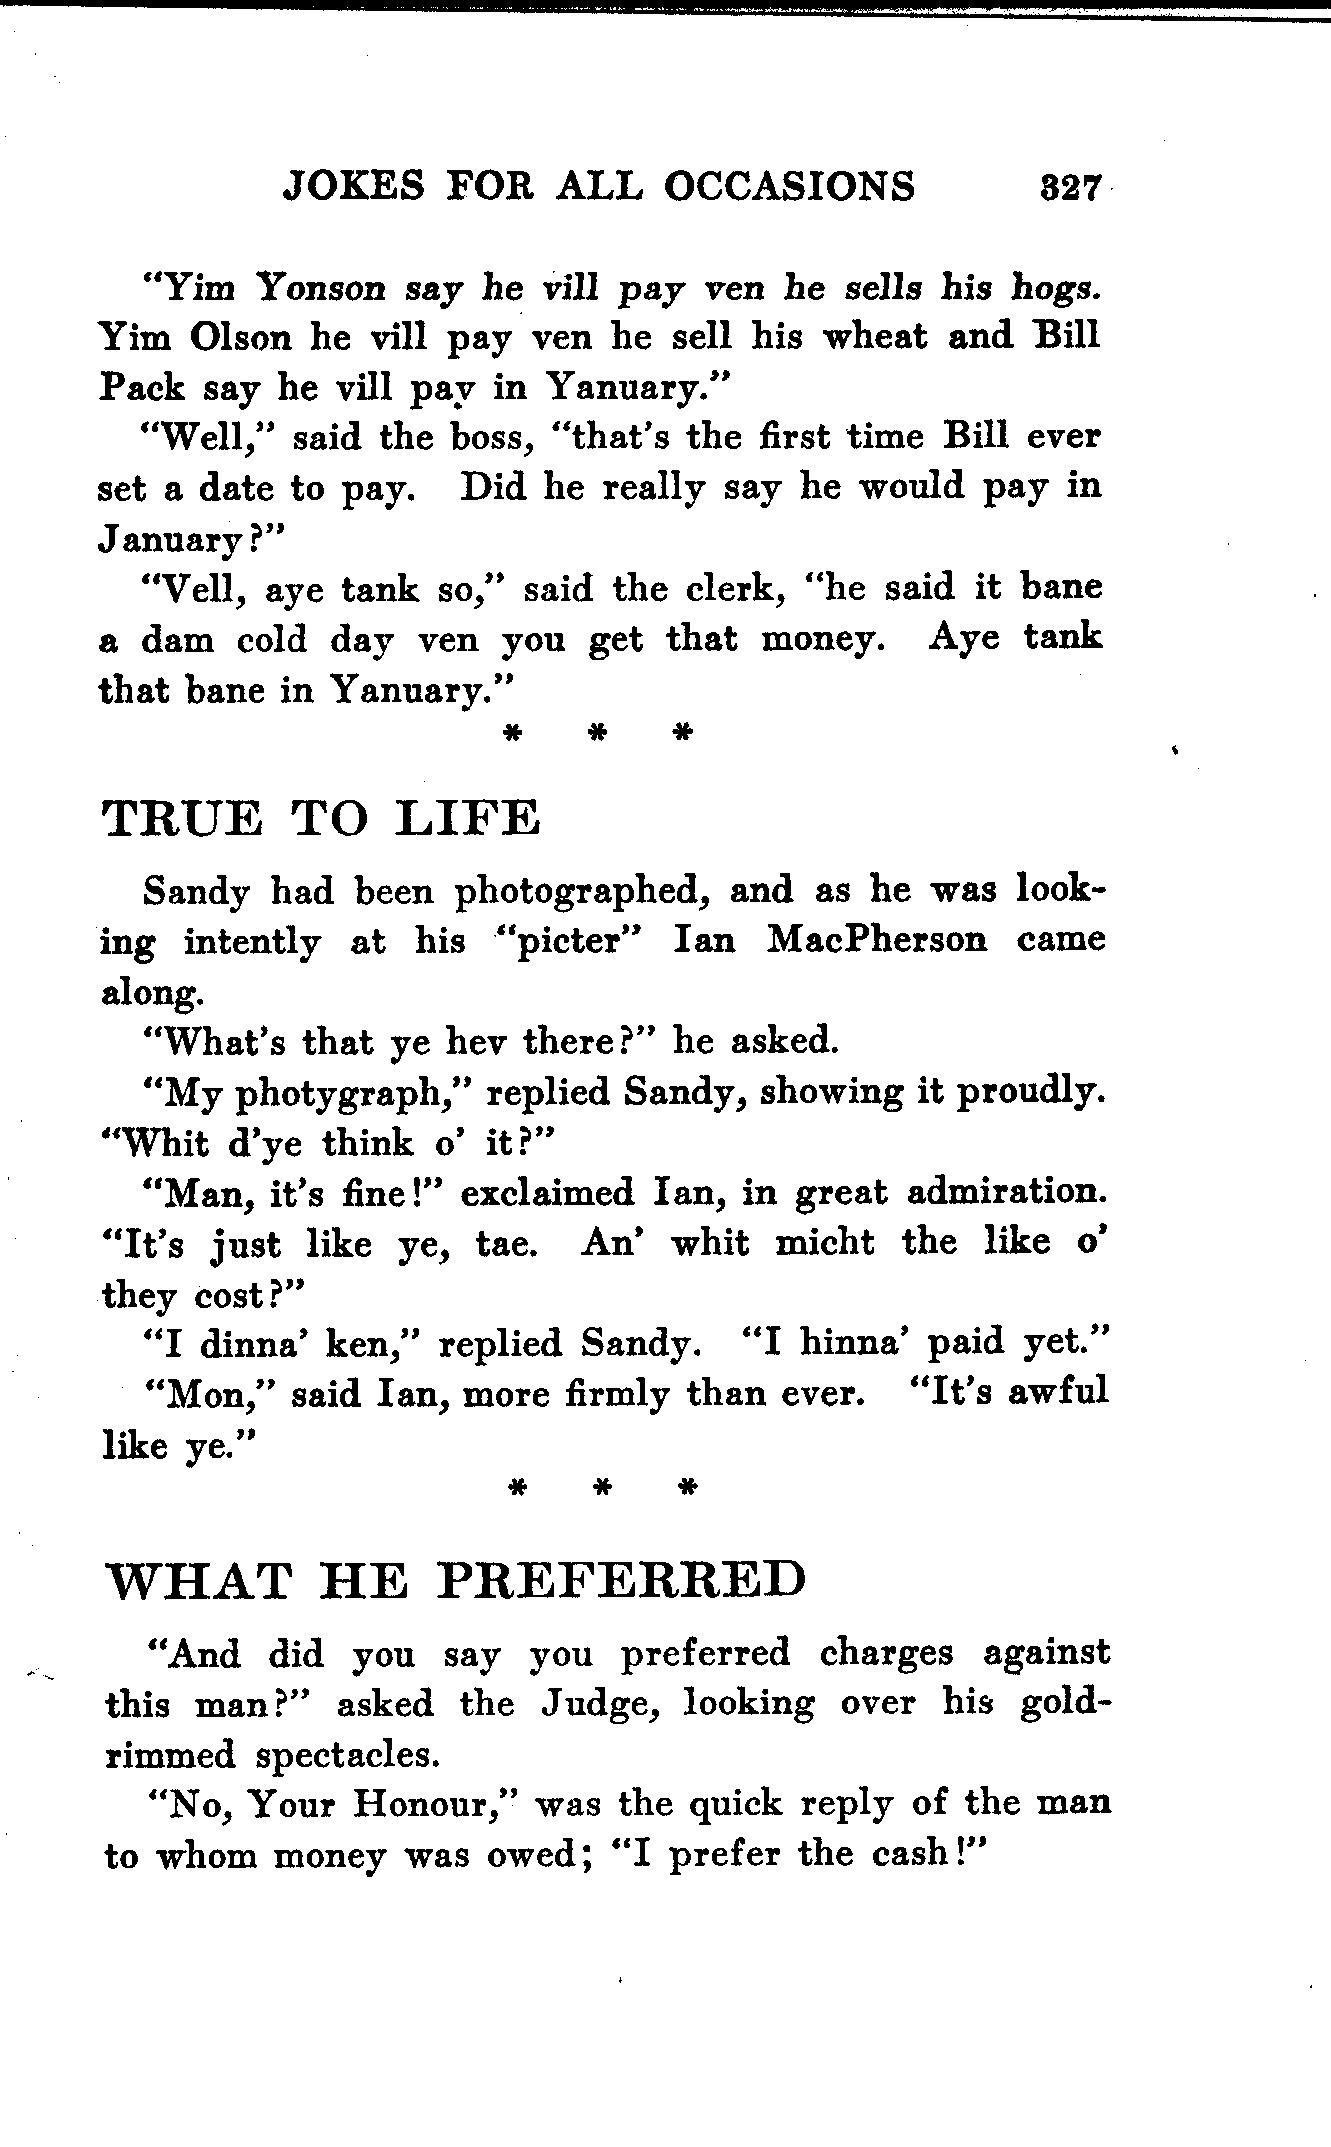 JOKES FOR ALL OCCASIONS 327
"Yim Yonson say he vill pay ven he sells his hogs.
Yim Olson he vill pay ven he sell his wheat and Bill
Pack say he vill pay in Yanuary."
"Well," said the boss, "that's the first time Bill ever
set a date to pay. Did he really say he would pay in
January?"
"Vell, aye tank so," said the clerk, "he said it bane
a dam cold day ven you get that money. Aye tank
that bane in Yanuary."
* * *
TRUE TO LIFE
Sandy had been photographed, and as he was look-
ing intently at his "picter" Ian MacPherson came
along.
"What's that ye hev there?" he asked.
"My photygraph," replied Sandy, showing it proudly.
"Whit d'ye think o' it?"
"Man, it's fine!" exclaimed Ian, in great admiration.
"It's just like ye, tae. An' whit micht the like o'
they cost?"
"I dinna' ken," replied Sandy. "I hinna' paid yet."
"Mon," said Ian, more firmly than ever. "It's awful
like ye."
* * *
WHAT HE PREFERRED
"And did you say you preferred charges against
this man?" asked the Judge, looking over his gold-
rimmed spectacles.
"No, Your Honour," was the quick reply of the man
to whom money was owed; "I prefer the cash!"